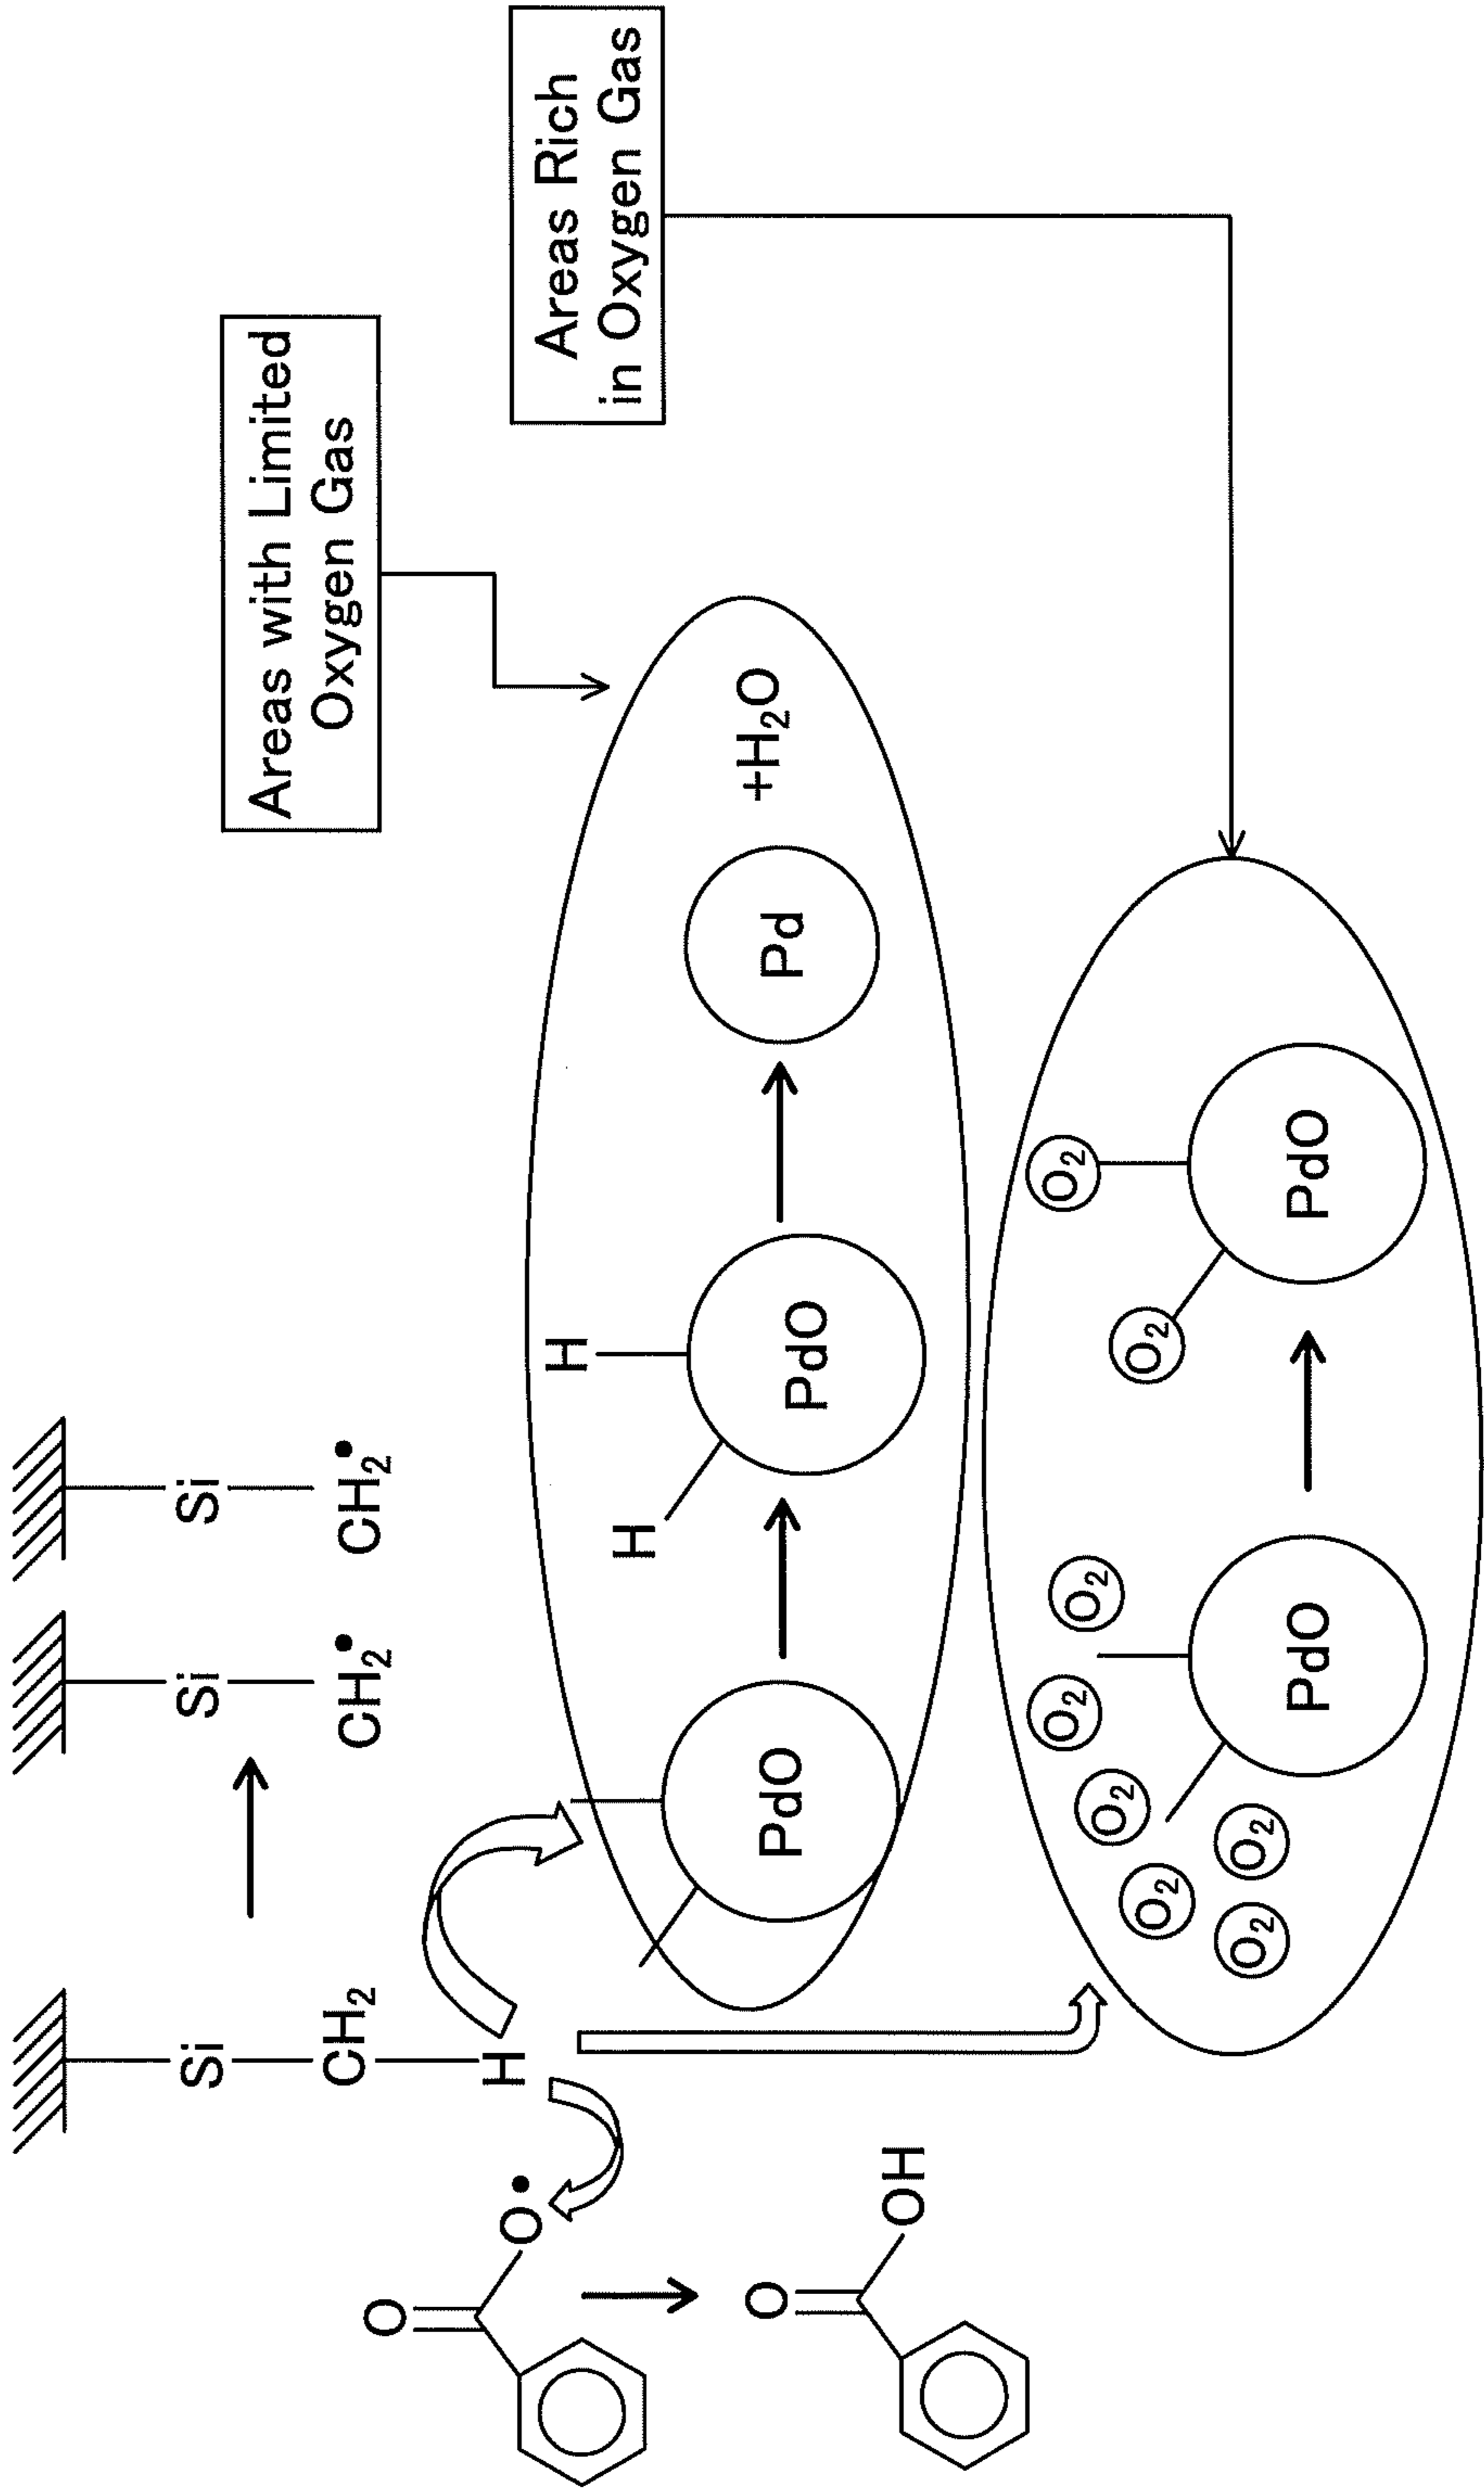 Si
Si
Si
CH₂
CH₂•
CH₂•
Areas with Limited
Oxygen Gas
O
O•
H
H
H
Areas Rich
in Oxygen Gas
PdO
PdO
Pd
+H₂O
O
OH
O₂
O₂
O₂
O₂
O₂
O₂
O₂
O₂
PdO
PdO